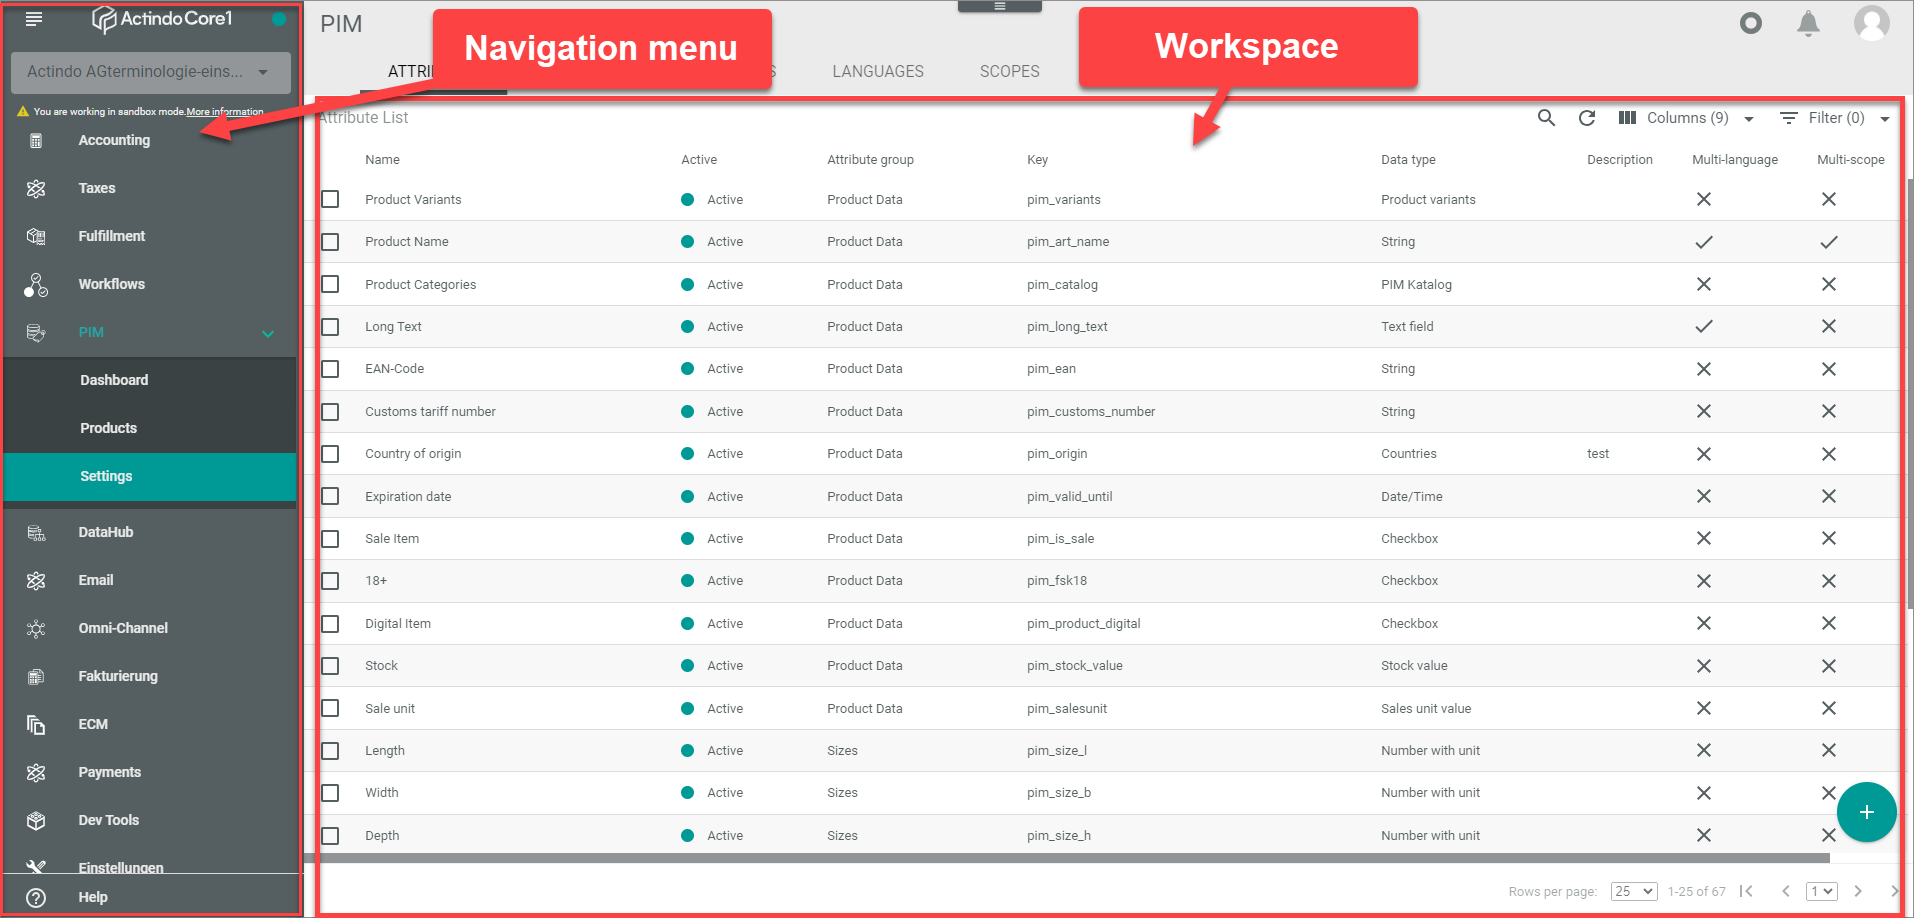 Actindo Core1
Actindo AGterminologie-eins...
You are working in sandbox mode. More information
Accounting
Taxes
Fulfillment
Workflows
PIM
Dashboard
Products
Settings
DataHub
Email
Omni-Channel
Fakturierung
ECM
Payments
Dev Tools
Einstellungen
Help
PIM
Navigation menu
Workspace
LANGUAGES SCOPES
Attribute List Columns (9) Filter (0)
Name Active Attribute group Key Data type Description Multi-language Multi-scope
Product Variants Active Product Data pim_variants Product variants
Product Name Active Product Data pim_art_name String
Product Categories Active Product Data pim_catalog PIM Katalog
Long Text Active Product Data pim_long_text Text field
EAN-Code Active Product Data pim_ean String
Customs tariff number Active Product Data pim_customs_number String
Country of origin Active Product Data pim_origin Countries test
Expiration date Active Product Data pim_valid_until Date/Time
Sale Item Active Product Data pim_is_sale Checkbox
18+ Active Product Data pim_fsk18 Checkbox
Digital Item Active Product Data pim_product_digital Checkbox
Stock Active Product Data pim_stock_value Stock value
Sale unit Active Product Data pim_salesunit Sales unit value
Length Active Sizes pim_size_l Number with unit
Width Active Sizes pim_size_b Number with unit
Depth Active Sizes pim_size_h Number with unit
Rows per page: 25 1-25 of 67 1